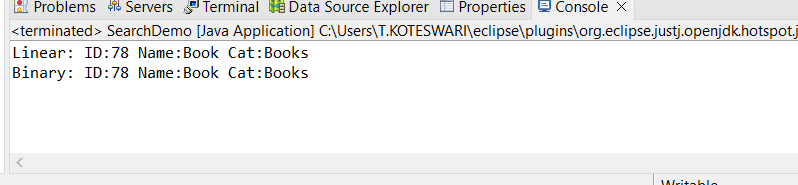 Problems Servers Terminal Data Source Explorer Properties Console
<terminated> SearchDemo [Java Application] C:\Users\T.KOTESWARI\eclipse\plugins\org.eclipse.justj.openjdk.hotspot.j
Linear: ID:78 Name:Book Cat:Books
Binary: ID:78 Name:Book Cat:Books
Writable